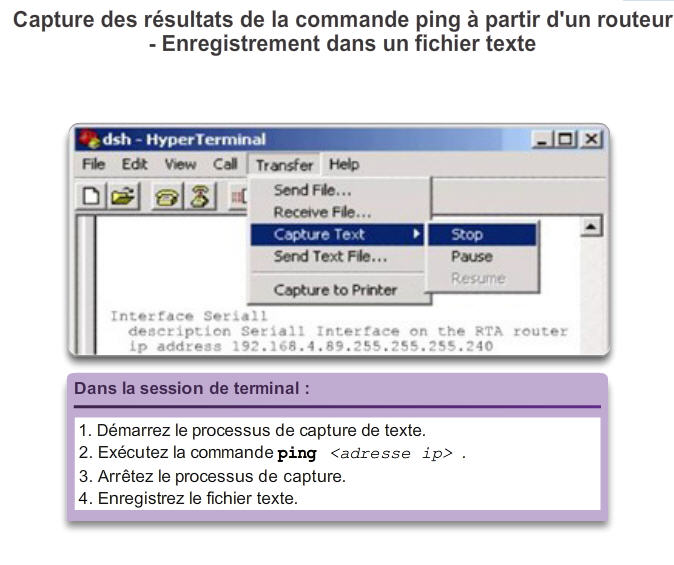 Capture des résultats de la commande ping à partir d'un routeur
- Enregistrement dans un fichier texte
dsh - HyperTerminal
File Edit View Call Transfer Help
Send File...
Receive File...
Capture Text
Stop
Send Text File...
Pause
Resume
Capture to Printer
Interface Serial1
description Serial1 Interface on the RTA router
ip address 192.168.4.89.255.255.255.240
Dans la session de terminal :
1. Démarrez le processus de capture de texte.
2. Exécutez la commande ping <adresse ip> .
3. Arrêtez le processus de capture.
4. Enregistrez le fichier texte.